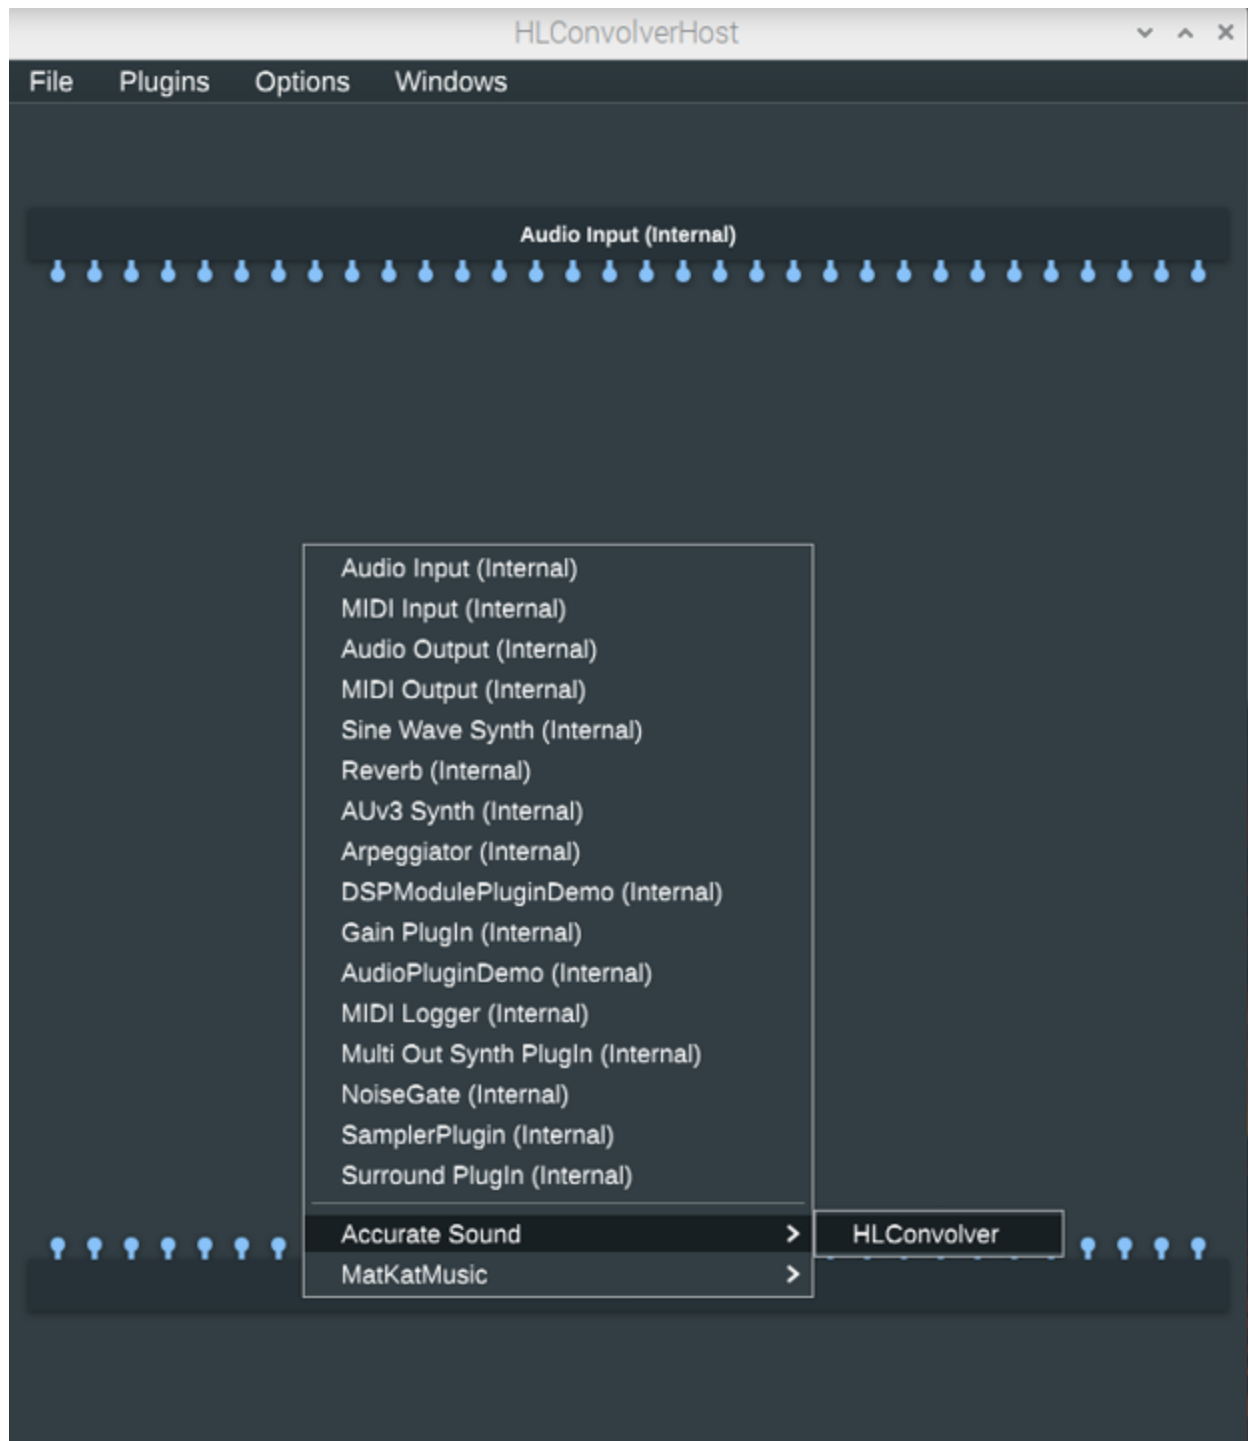 HLConvolverHost
File Plugins Options Windows
Audio Input (Internal)
Audio Input (Internal)
MIDI Input (Internal)
Audio Output (Internal)
MIDI Output (Internal)
Sine Wave Synth (Internal)
Reverb (Internal)
AUv3 Synth (Internal)
Arpeggiator (Internal)
DSPModulePluginDemo (Internal)
Gain PlugIn (Internal)
AudioPluginDemo (Internal)
MIDI Logger (Internal)
Multi Out Synth PlugIn (Internal)
NoiseGate (Internal)
SamplerPlugin (Internal)
Surround PlugIn (Internal)
Accurate Sound HLConvolver
MatKatMusic